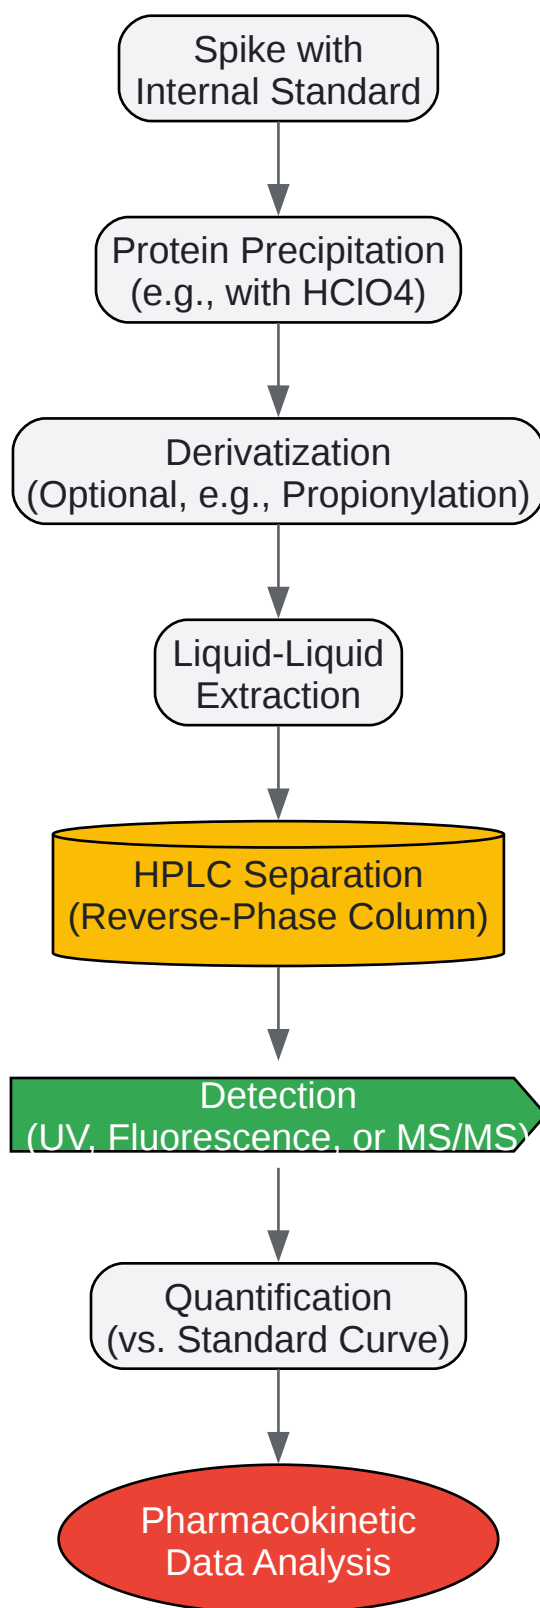 Spike with
Internal Standard
Protein Precipitation
(e.g., with HClO4)
Derivatization
(Optional, e.g., Propionylation)
Liquid-Liquid
Extraction
HPLC Separation
(Reverse-Phase Column)
Detection
(UV, Fluorescence, or MS/MS)
Quantification
(vs. Standard Curve)
Pharmacokinetic
Data Analysis